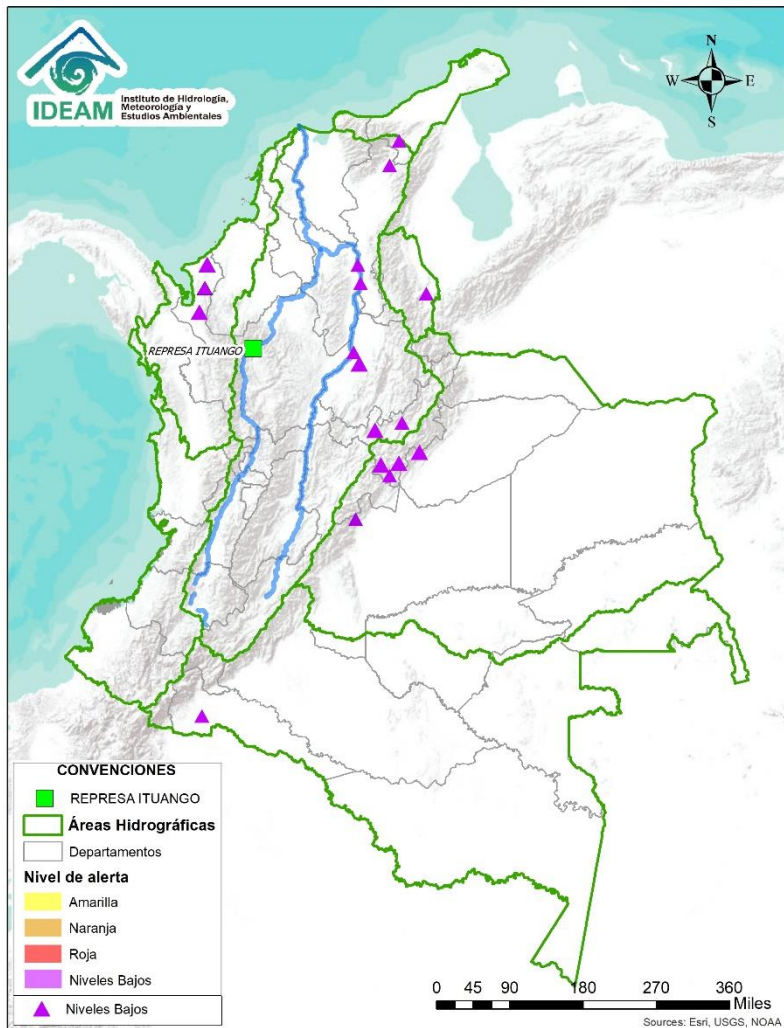 IDEAM
Instituto de Hidrología,
Meteorología y
Estudios Ambientales
N
W E
S
REPRESA ITUANGO
CONVENCIONES
REPRESA ITUANGO
Áreas Hidrográficas
Departamentos
Nivel de alerta
Amarilla
Naranja
Roja
Niveles Bajos
Niveles Bajos
0 45 90 180 270 360
Miles
Sources: Esri, USGS, NOAA